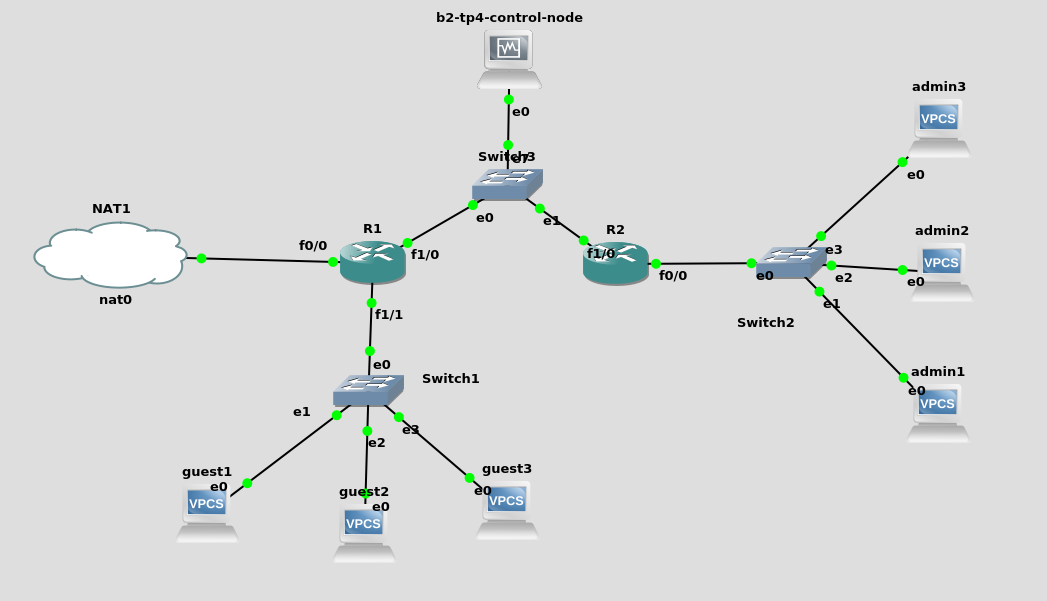 b2-tp4-control-node
e0
e7
Switch3
e0
e1
admin3
VPCS
e0
NAT1
nat0
f0/0
R1
f1/0
f1/1
R2
f1/0
f0/0
e0
e3
e2
e1
Switch2
admin2
VPCS
e0
admin1
e0
VPCS
e0
Switch1
e1
e2
e3
guest1
e0
VPCS
guest2
e0
VPCS
guest3
e0
VPCS